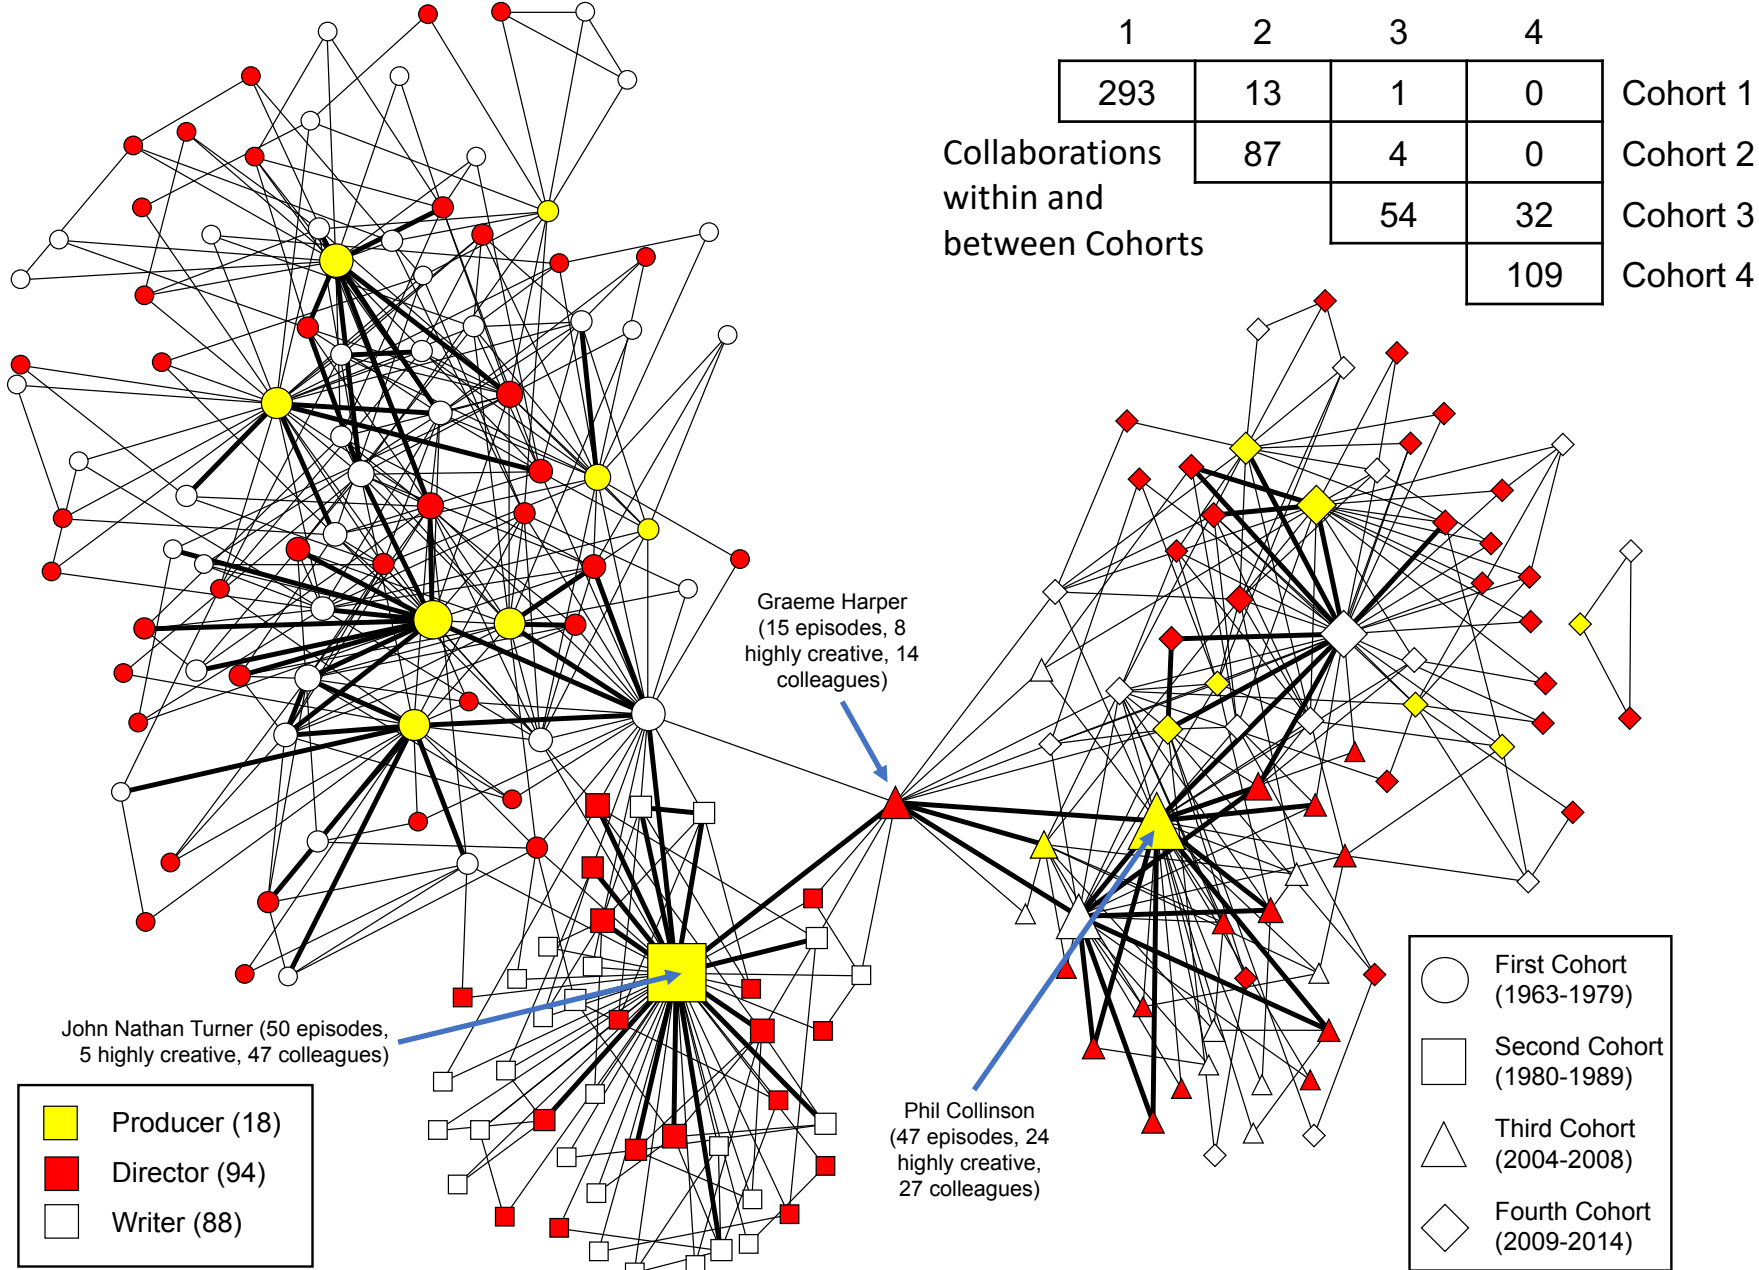 1 2 3 4
293 13 1 0 Cohort 1
87 4 0 Cohort 2
54 32 Cohort 3
109 Cohort 4
Collaborations
within and
between Cohorts
Graeme Harper
(15 episodes, 8
highly creative, 14
colleagues)
John Nathan Turner (50 episodes,
5 highly creative, 47 colleagues)
Phil Collinson
(47 episodes, 24
highly creative,
27 colleagues)
Producer (18)
Director (94)
Writer (88)
First Cohort
(1963-1979)
Second Cohort
(1980-1989)
Third Cohort
(2004-2008)
Fourth Cohort
(2009-2014)